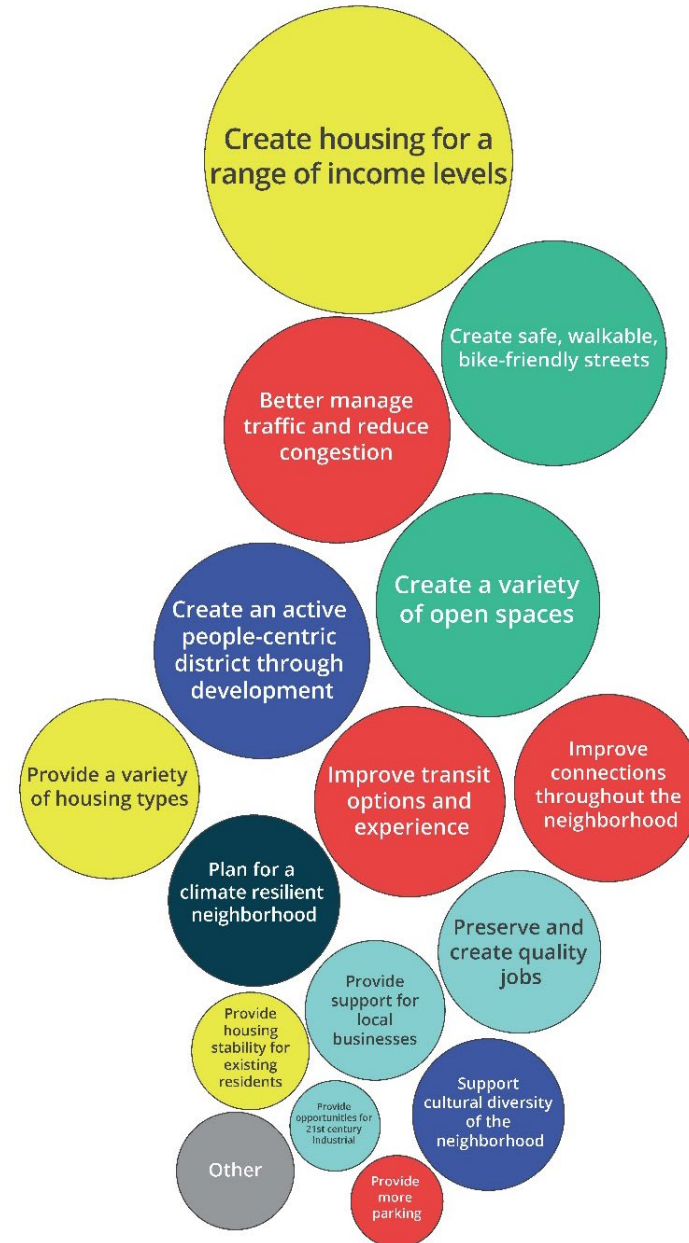 Create housing for a
range of income levels
Create safe, walkable,
bike-friendly streets
Better manage
traffic and reduce
congestion
Create a variety
of open spaces
Create an active
people-centric
district through
development
Provide a variety
of housing types
Improve transit
options and
experience
Improve
connections
throughout the
neighborhood
Plan for a
climate resilient
neighborhood
Preserve and
create quality
jobs
Provide
support for
local
businesses
Provide
housing
stability for
existing
residents
Support
cultural diversity
of the
neighborhood
Provide
opportunities for
21st century
Industrial
Other
Provide
more
parking